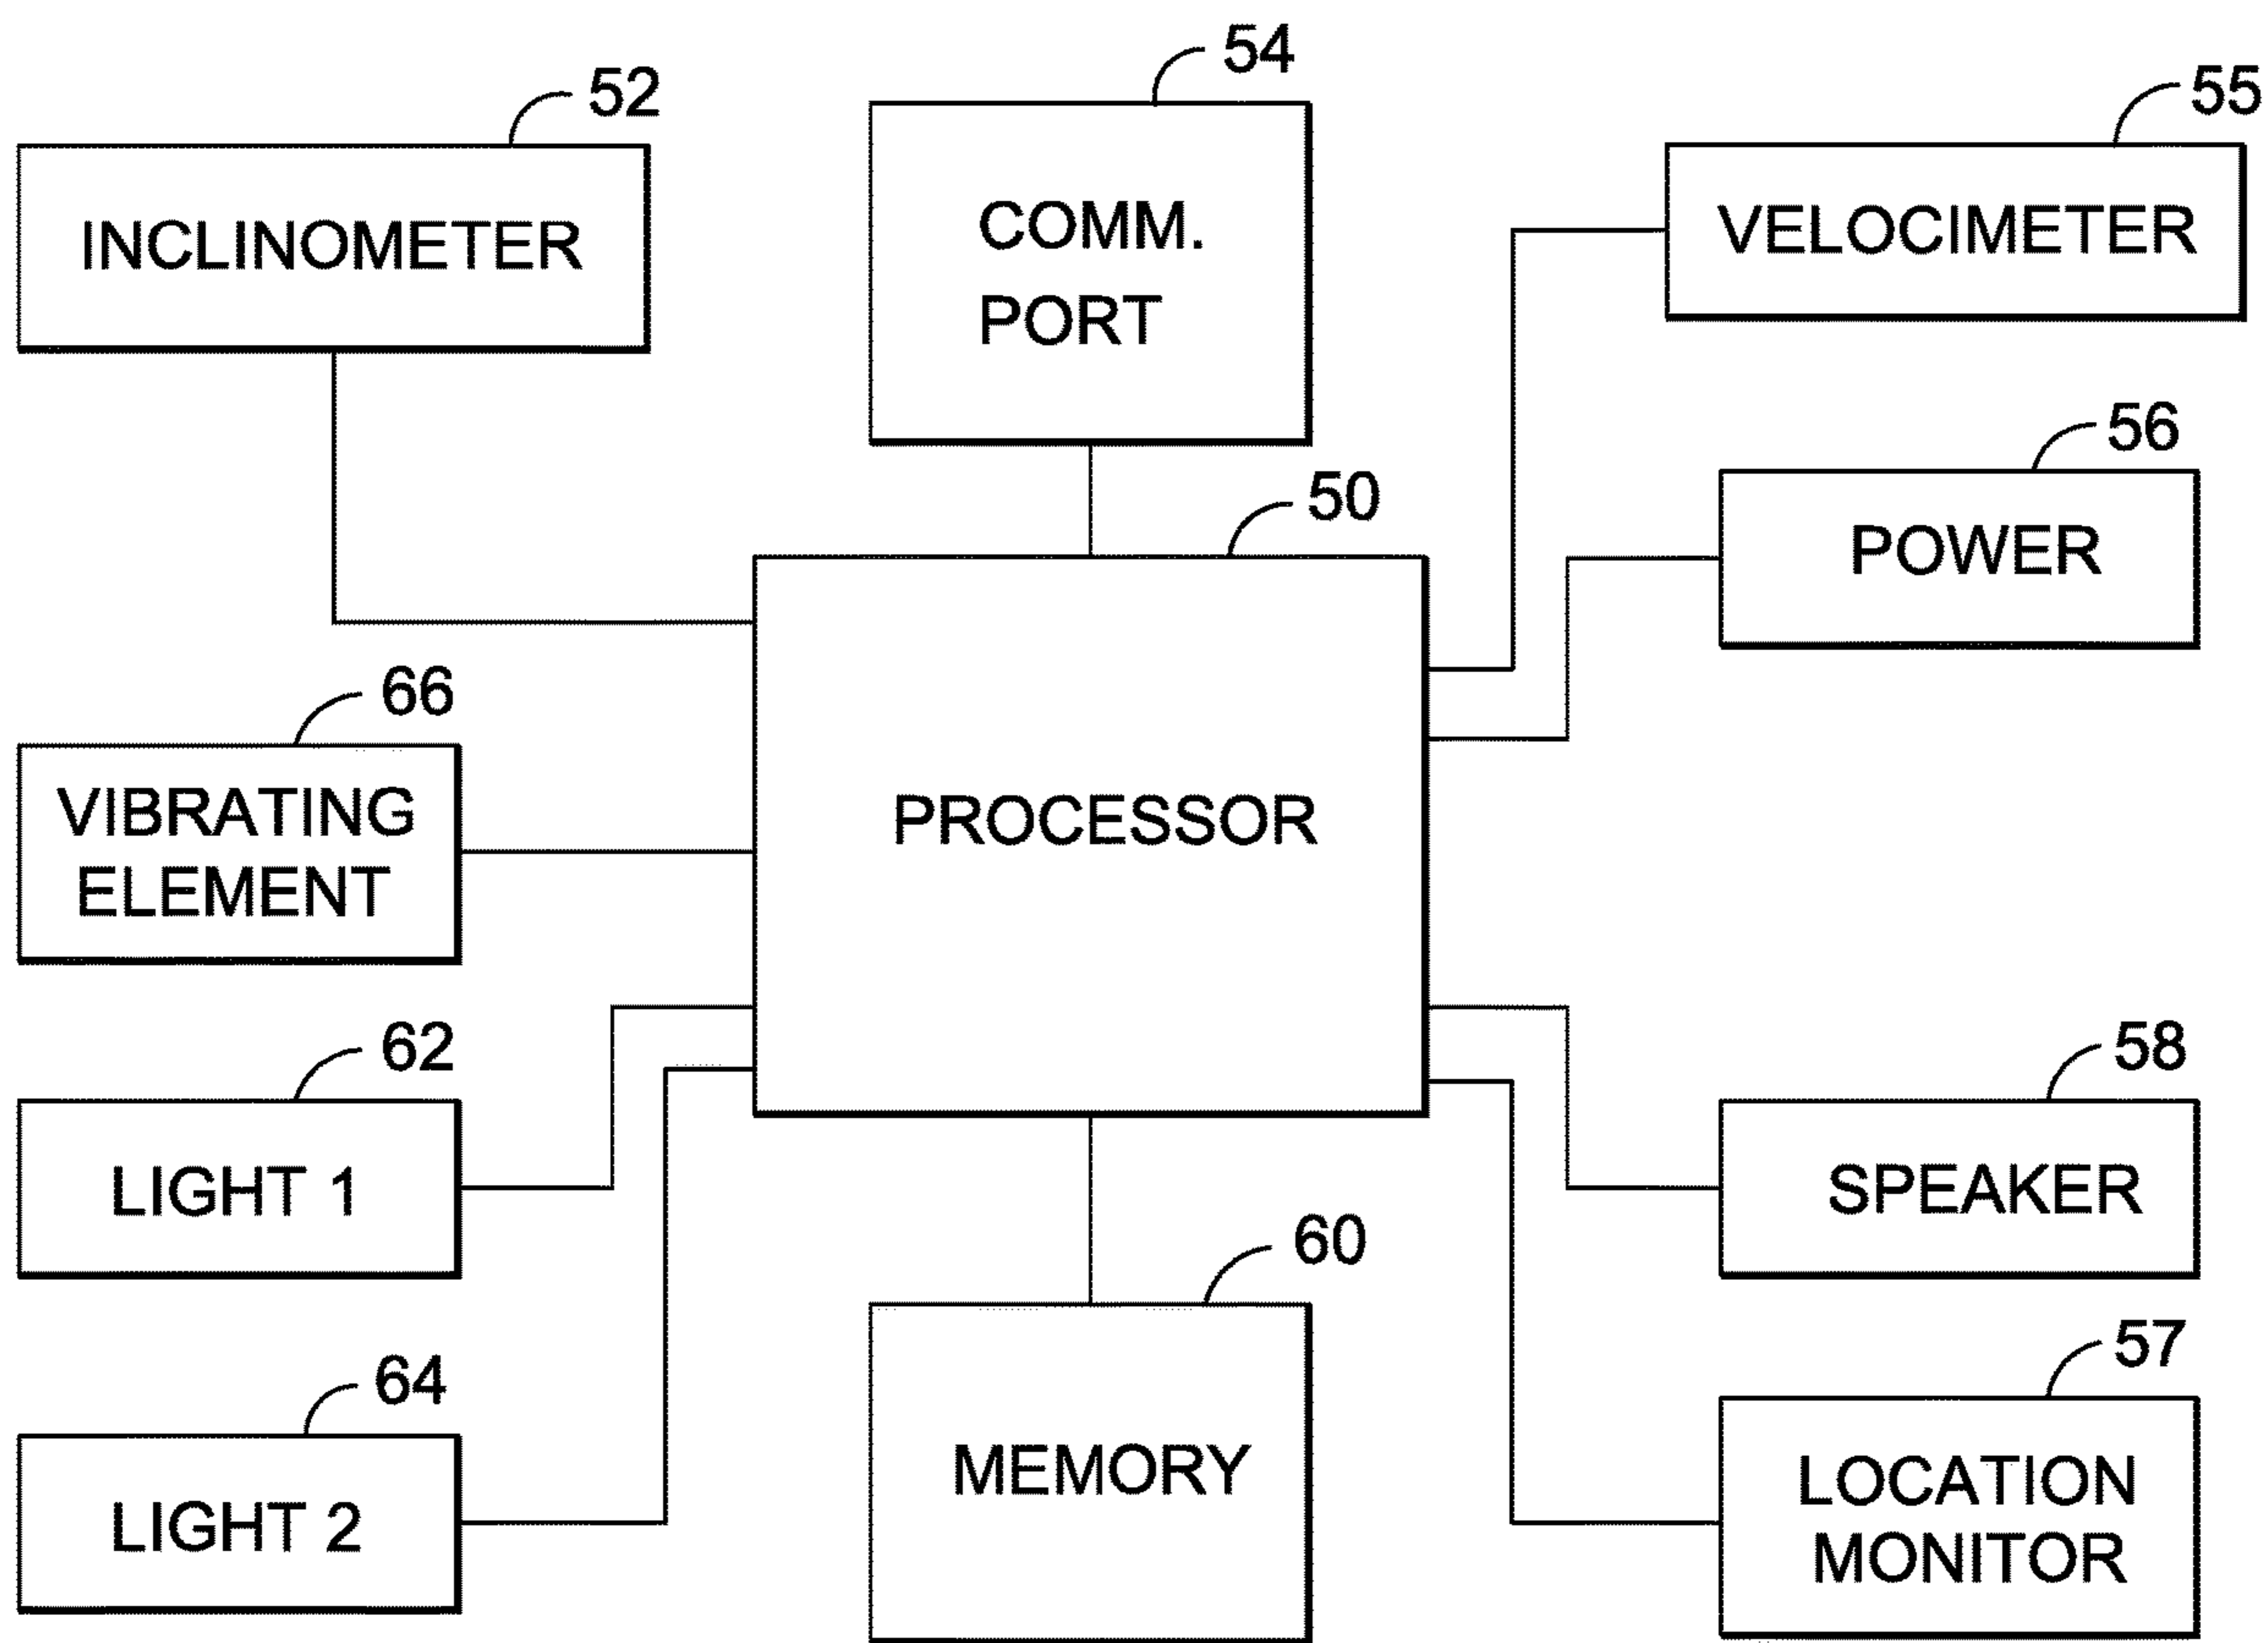 54
52
55
INCLINOMETER
COMM.
PORT
VELOCIMETER
56
50
POWER
66
VIBRATING
ELEMENT
PROCESSOR
62
58
LIGHT 1
SPEAKER
60
57
64
LIGHT 2
MEMORY
LOCATION
MONITOR